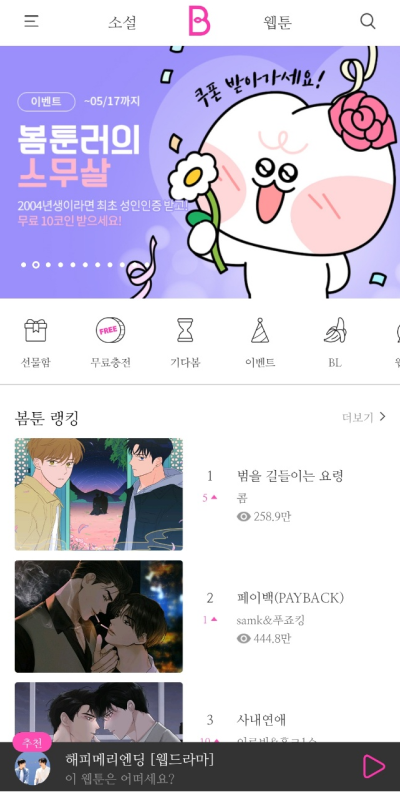 소설
B
웹툰
쿠폰 받아가세요!
이벤트
~05/17까지
봄툰러의
스무살
2004년생이라면 최초 성인인증 받고!
무료 10코인 받으세요!
선물함
FREE
무료충전
기다봄
이벤트
BL
봄툰 랭킹
더보기
1
범을 길들이는 요령
5
콤
258.9만
2
페이백(PAYBACK)
1
samk&푸죠킹
444.8만
3
사내연애
추천
해피메리엔딩 [웹드라마]
이 웹툰은 어떠세요?